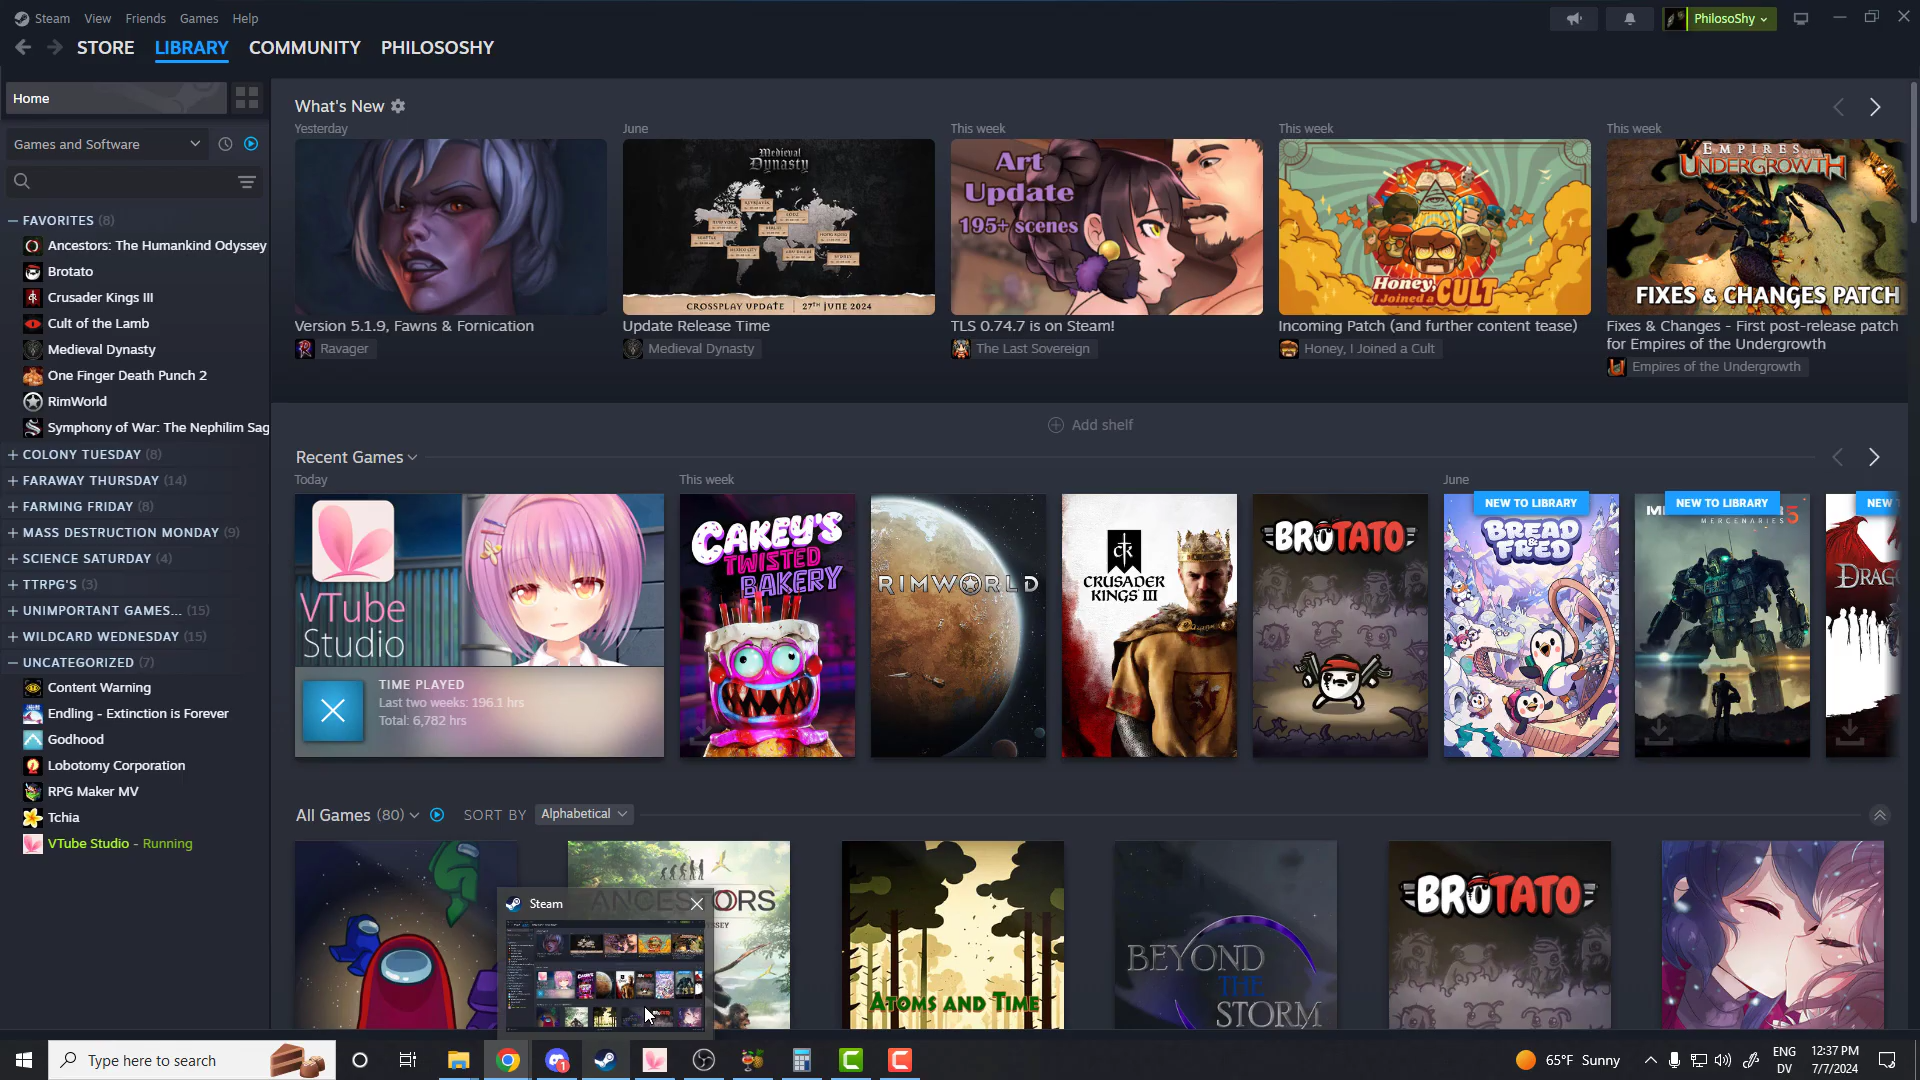 Steam View Friends Games Help
PhilosoShy
STORE LIBRARY COMMUNITY PHILOSOSHY
Home
Games and Software
FAVORITES (8)
Ancestors: The Humankind Odyssey
Brotato
Crusader Kings III
Cult of the Lamb
Medieval Dynasty
One Finger Death Punch 2
RimWorld
Symphony of War: The Nephilim Sag
COLONY TUESDAY (8)
FARAWAY THURSDAY (14)
FARMING FRIDAY (8)
MASS DESTRUCTION MONDAY (9)
SCIENCE SATURDAY (4)
TTRPG'S (3)
UNIMPORTANT GAMES... (15)
WILDCARD WEDNESDAY (15)
UNCATEGORIZED (7)
Content Warning
Endling - Extinction is Forever
Godhood
Lobotomy Corporation
RPG Maker MV
Tchia
VTube Studio - Running
What's New
Yesterday
Version 5.1.9, Fawns & Fornication
Ravager
June
Medieval
Dynasty
CROSSPLAY UPDATE | 27TH JUNE 2024
Update Release Time
Medieval Dynasty
This week
Art
Update
195+ scenes
TLS 0.74.7 is on Steam!
The Last Sovereign
This week
Honey,
I Joined a CULT
Incoming Patch (and further content tease)
Honey, I Joined a Cult
This week
EMPIRES OF THE
UNDERGROWTH
FIXES & CHANGES PATCH
Fixes & Changes - First post-release patch
for Empires of the Undergrowth
Empires of the Undergrowth
Add shelf
Recent Games
Today
VTube
Studio
TIME PLAYED
Last two weeks: 196.1 hrs
Total: 6,782 hrs
This week
CAKEY'S
TWISTED
BAKERY
RIMWORLD
CK
CRUSADER
KINGS III
BROTATO
June
NEW TO LIBRARY
BREAD
& FRED
NEW TO LIBRARY
5
MERCENARIES
NEW
DRAG
All Games (80) SORT BY Alphabetical
ORS
YSSEY
ATOMS AND TIME
BEYOND
THE
STORM
BROTATO
Steam
Type here to search
1
65°F Sunny
ENG
DV
12:37 PM
7/7/2024